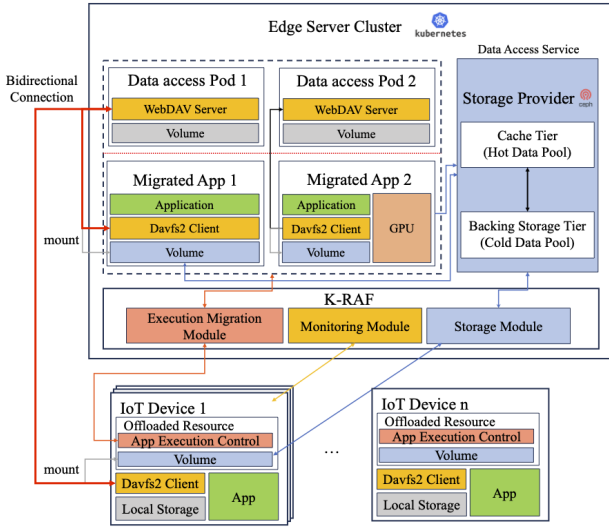 Edge Server Cluster
kubernetes
Data Access Service
Bidirectional
Connection
Data access Pod 1
WebDAV Server
Volume
Data access Pod 2
WebDAV Server
Volume
Storage Provider
ceph
Cache Tier
(Hot Data Pool)
Backing Storage Tier
(Cold Data Pool)
Migrated App 1
Application
Davfs2 Client
Volume
Migrated App 2
Application
Davfs2 Client
Volume
GPU
mount
K-RAF
Execution Migration
Module
Monitoring Module
Storage Module
IoT Device 1
Offloaded Resource
App Execution Control
Volume
mount
Davfs2 Client
Local Storage
App
...
IoT Device n
Offloaded Resource
App Execution Control
Volume
Davfs2 Client
Local Storage
App